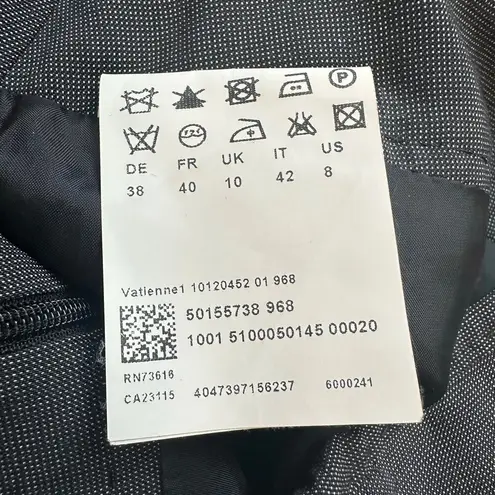 P
DE FR UK IT US
38 40 10 42 8
Vatienne1 10120452 01 968
50155738 968
1001 5100050145 00020
RN73616
CA23115 4047397156237 6000241